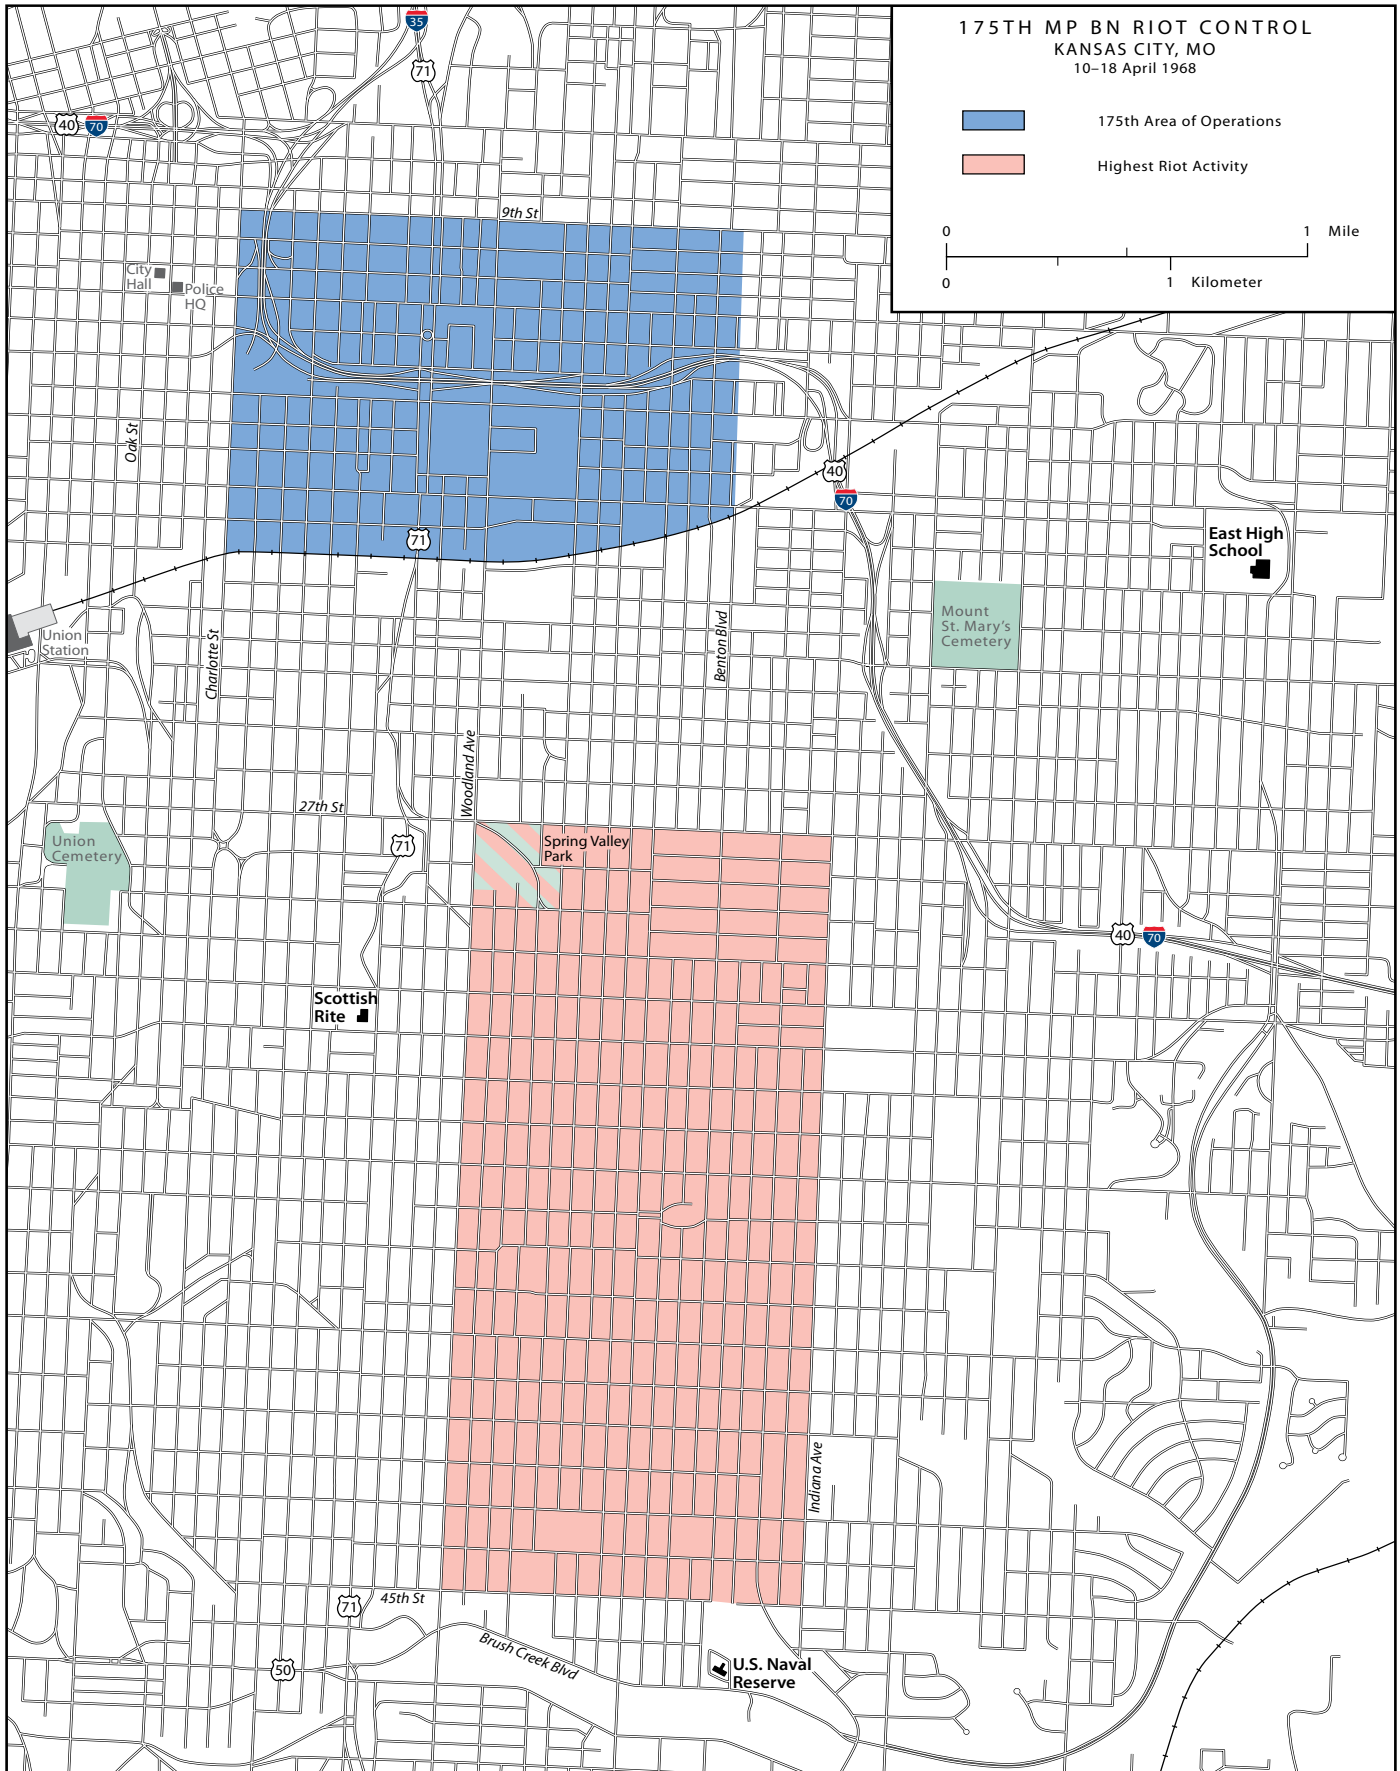 175TH MP BN RIOT CONTROL
KANSAS CITY, MO
10–18 April 1968
175th Area of Operations
Highest Riot Activity
0
1 Mile
0
1 Kilometer
35
71
40
70
9th St
City
Hall
Police
HQ
Oak St
40
70
71
East High
School
Mount
St. Mary's
Cemetery
Union
Station
Charlotte St
Benton Blvd
Woodland Ave
27th St
Union
Cemetery
71
Spring Valley
Park
40
70
Scottish
Rite
Indiana Ave
45th St
71
Brush Creek Blvd
50
U.S. Naval
Reserve